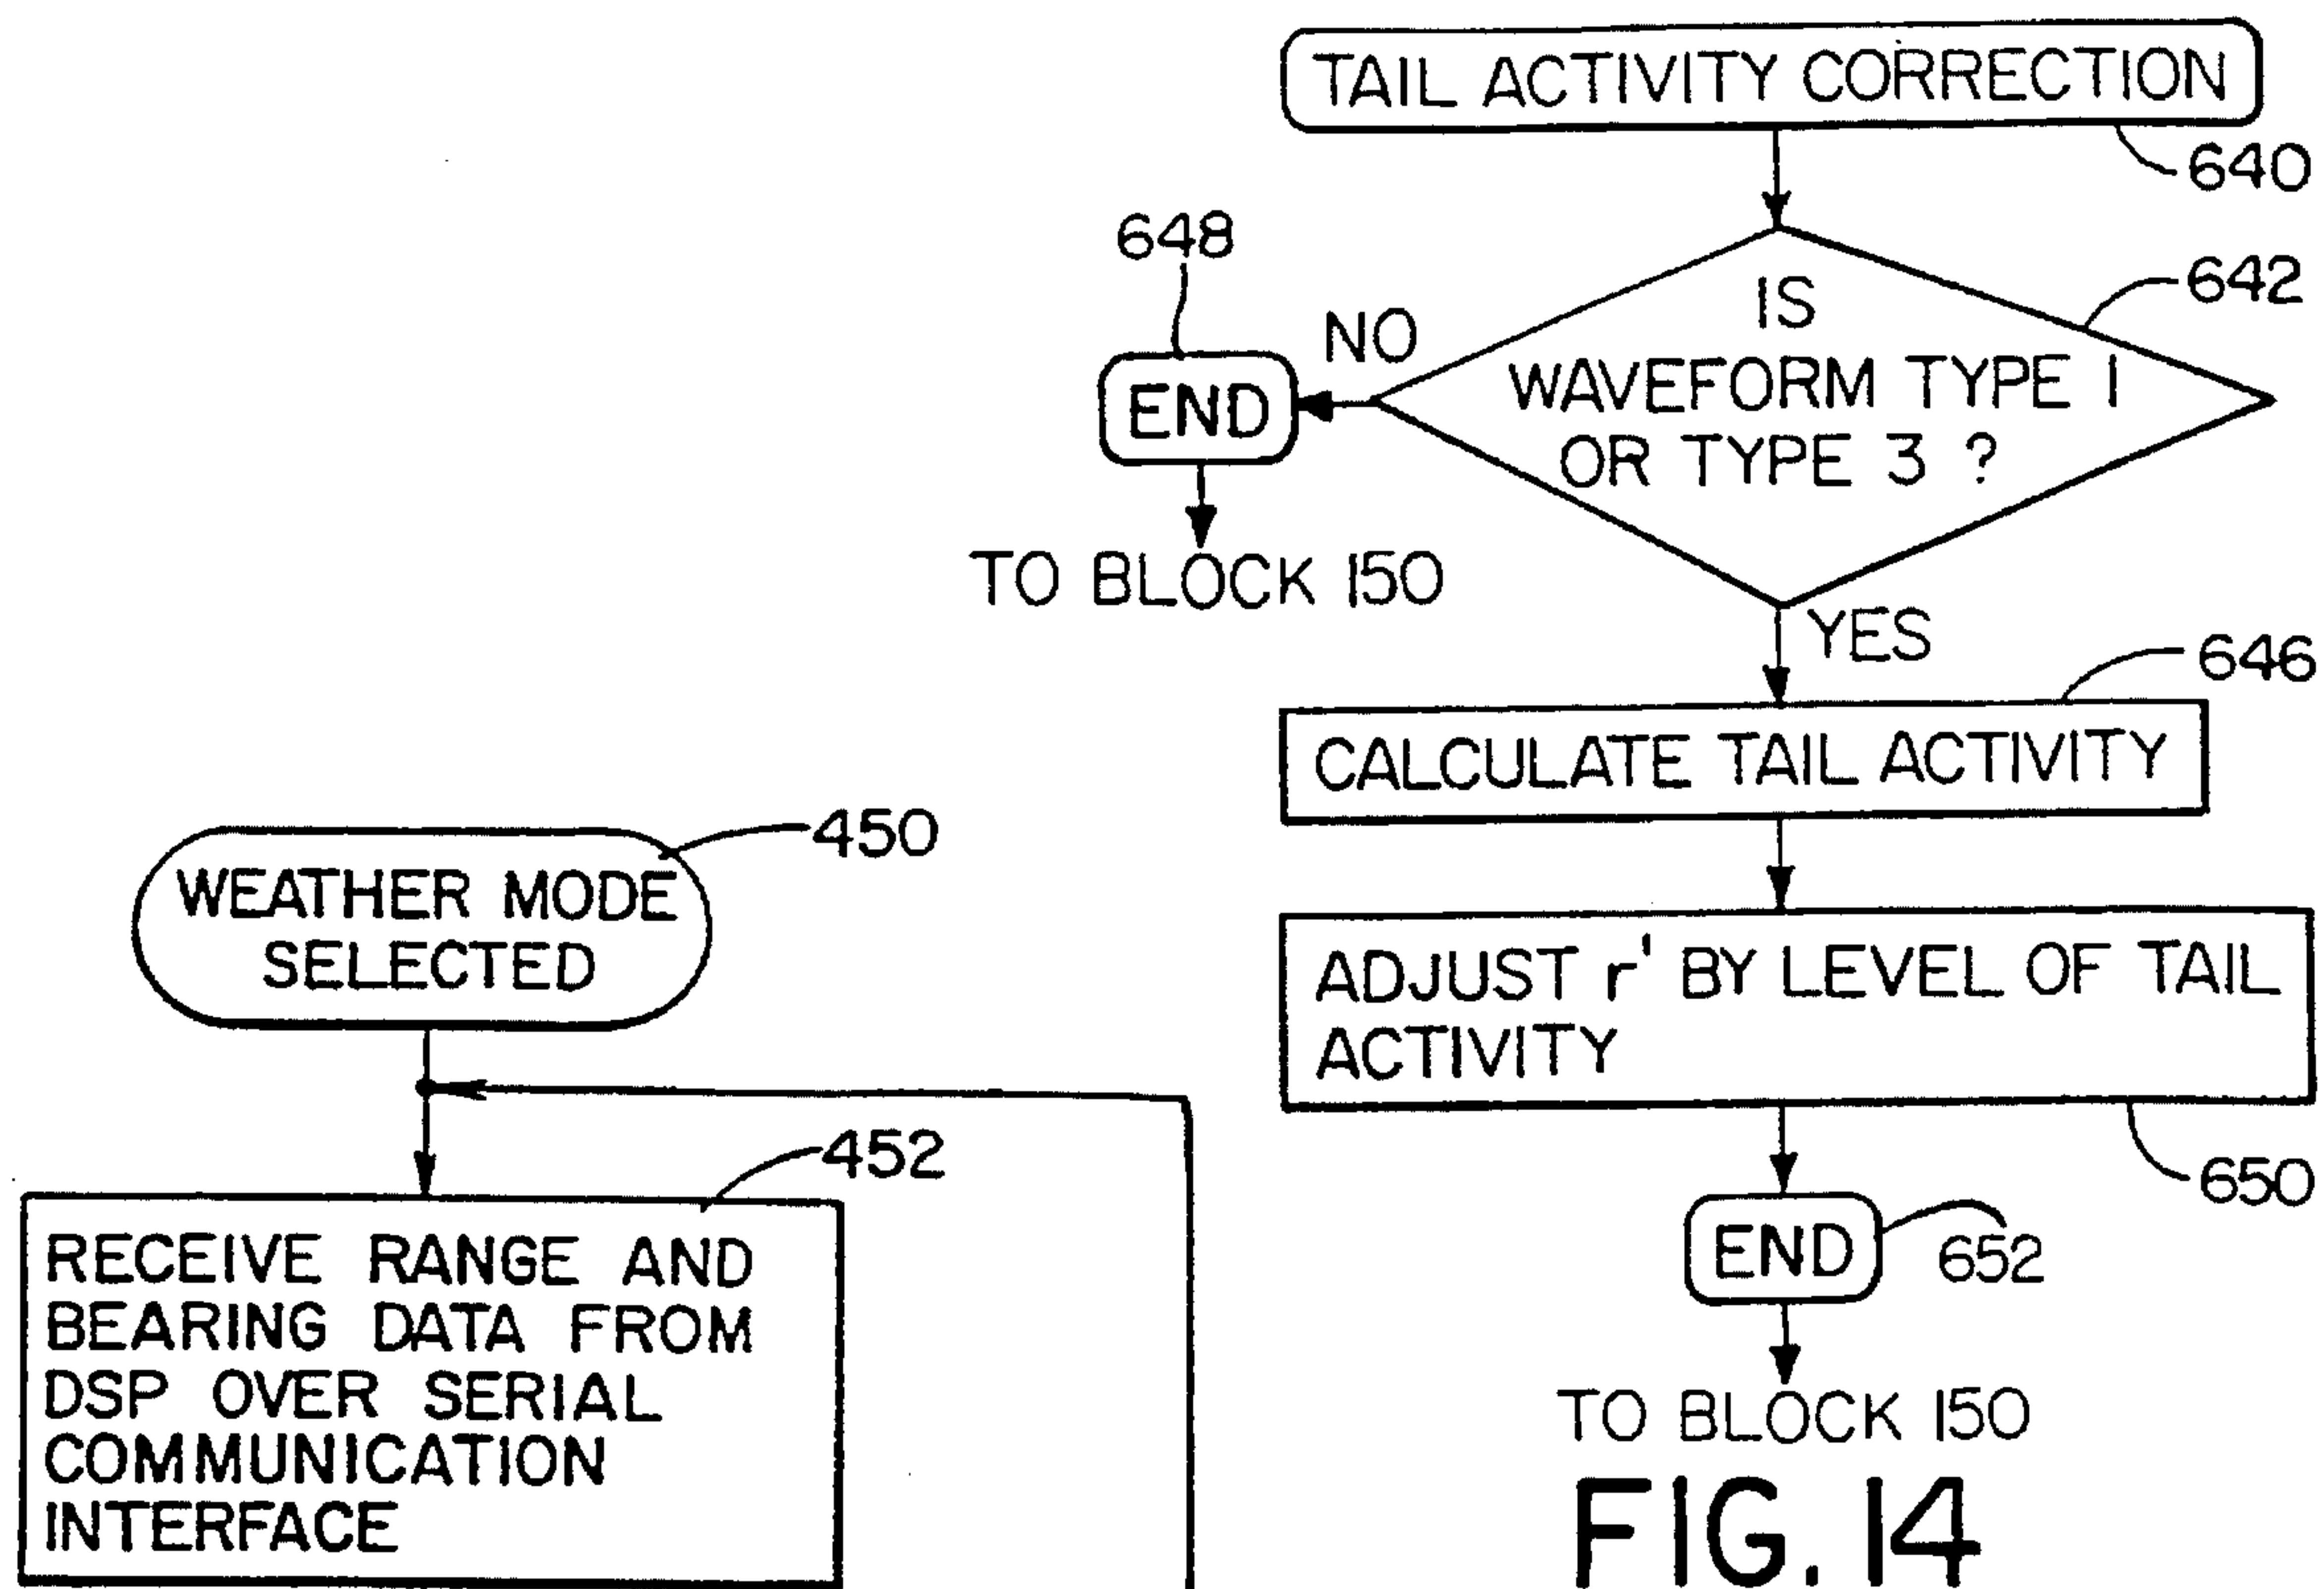 TAIL ACTIVITY CORRECTION
640
IS
WAVEFORM TYPE 1
OR TYPE 3 ?
642
NO
648
END
TO BLOCK 150
YES
646
CALCULATE TAIL ACTIVITY
ADJUST r' BY LEVEL OF TAIL
ACTIVITY
650
END
652
TO BLOCK 150
FIG. 14
450
WEATHER MODE
SELECTED
452
RECEIVE RANGE AND
BEARING DATA FROM
DSP OVER SERIAL
COMMUNICATION
INTERFACE